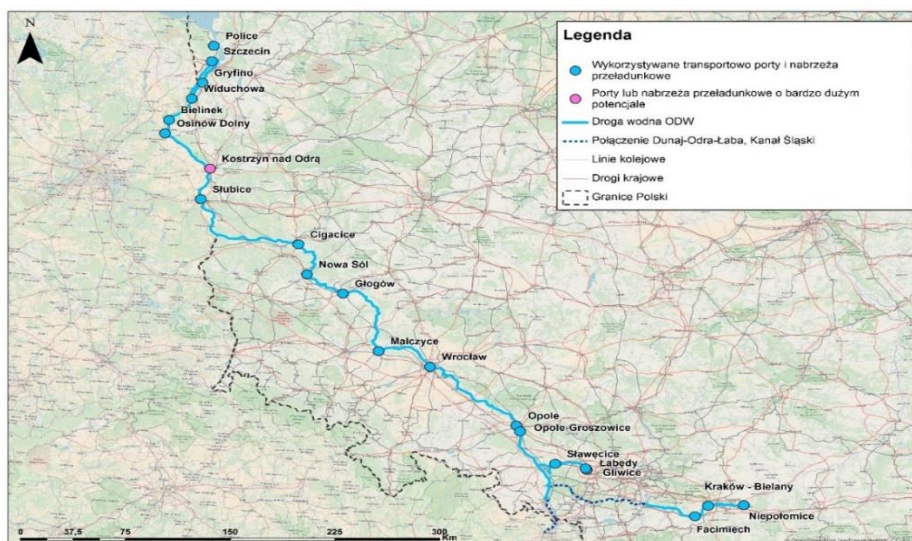 N
Police
Szczecin
Gryfino
Widuchowa
Bielinek
Osinów Dolny
Kostrzyn nad Odrą
Słubice
Cigacice
Nowa Sól
Głogów
Malczyce
Wrocław
Opole
Opole-Groszowice
Sławęcice
Łabędy
Gliwice
Kraków - Bielany
Niepołomice
Facimiech
Legenda
Wykorzystywane transportowo porty i nabrzeża
przeładunkowe
Porty lub nabrzeża przeładunkowe o bardzo dużym
potencjale
Droga wodna ODW
Połączenie Dunaj-Odra-Łaba, Kanał Śląski
Linie kolejowe
Drogi krajowe
Granice Polski
0 37,5 75 150 225 300
Km